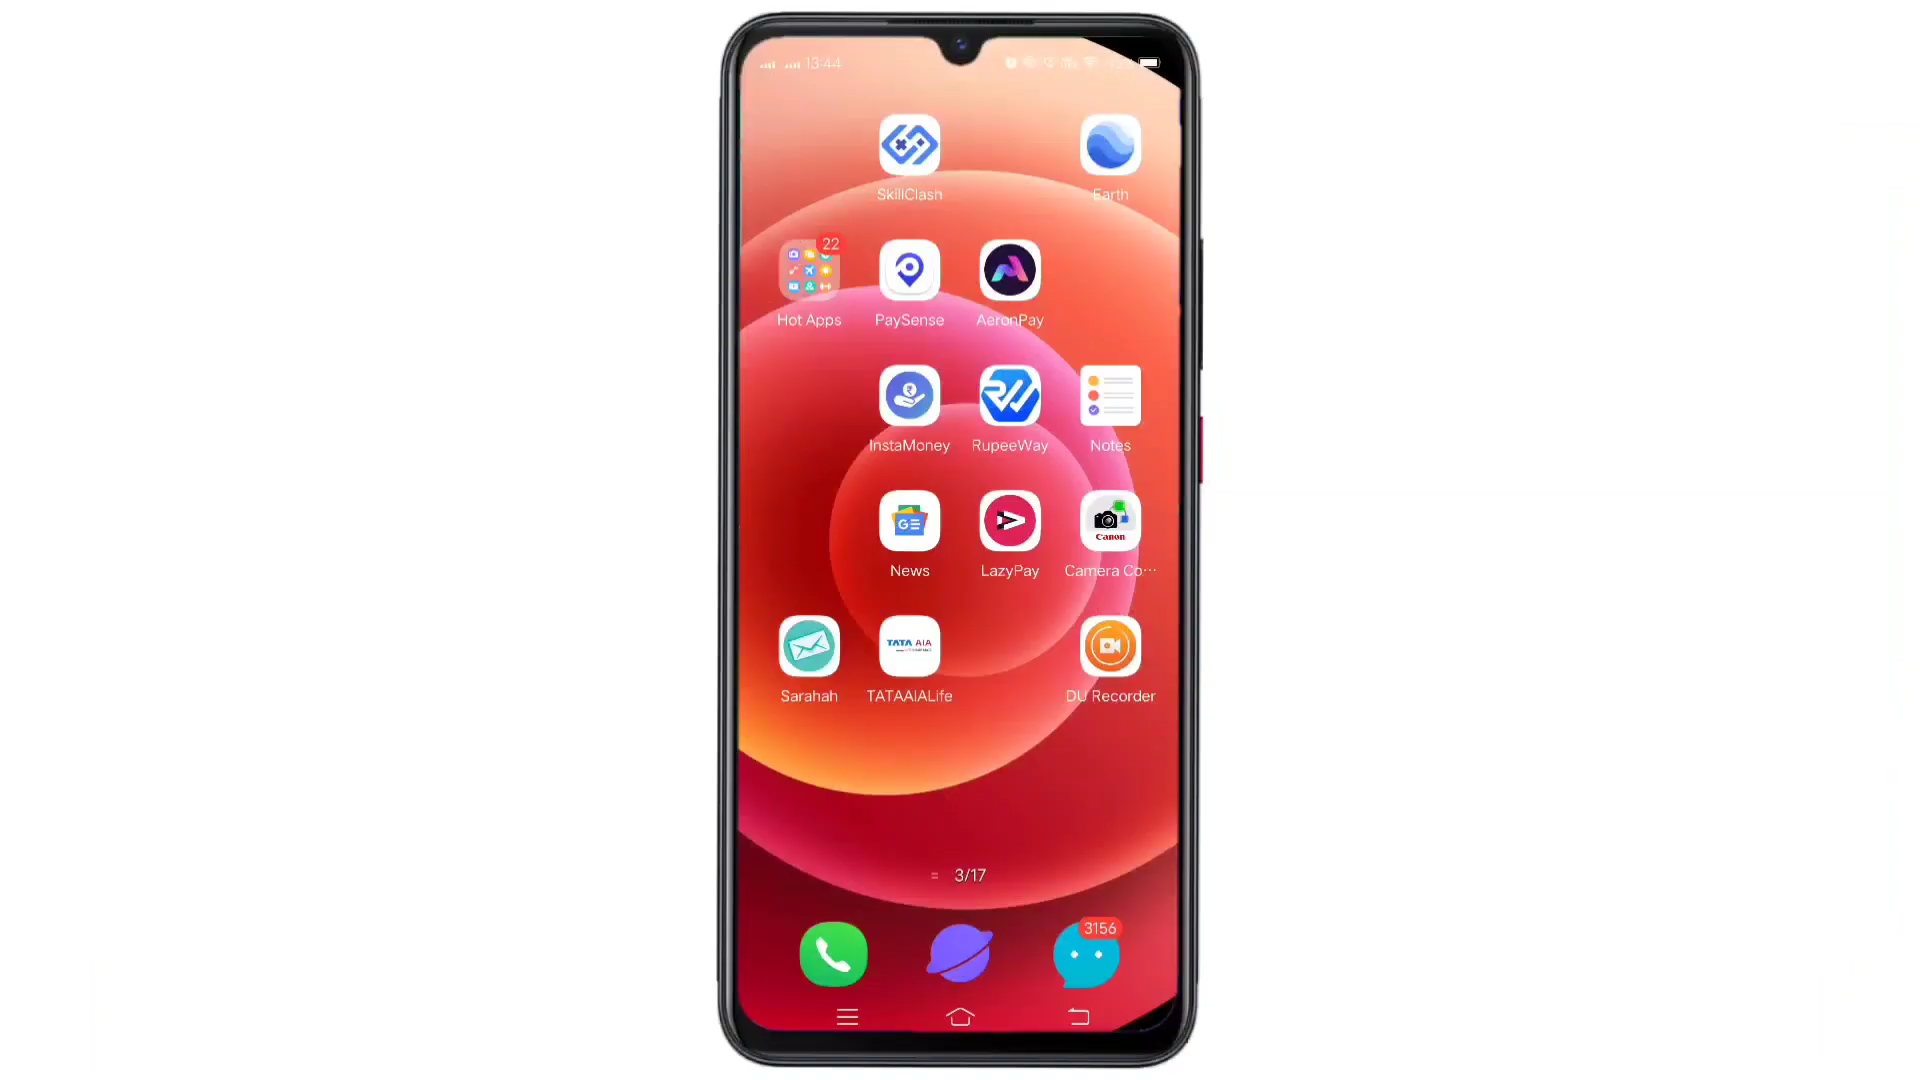 13:44
SkillClash
Earth
22
Hot Apps
PaySense
AeronPay
InstaMoney
RupeeWay
Notes
GE
Canon
News
LazyPay
Camera Co···
TATA AIA
Sarahah
TATAAIALife
DU Recorder
3/17
3156